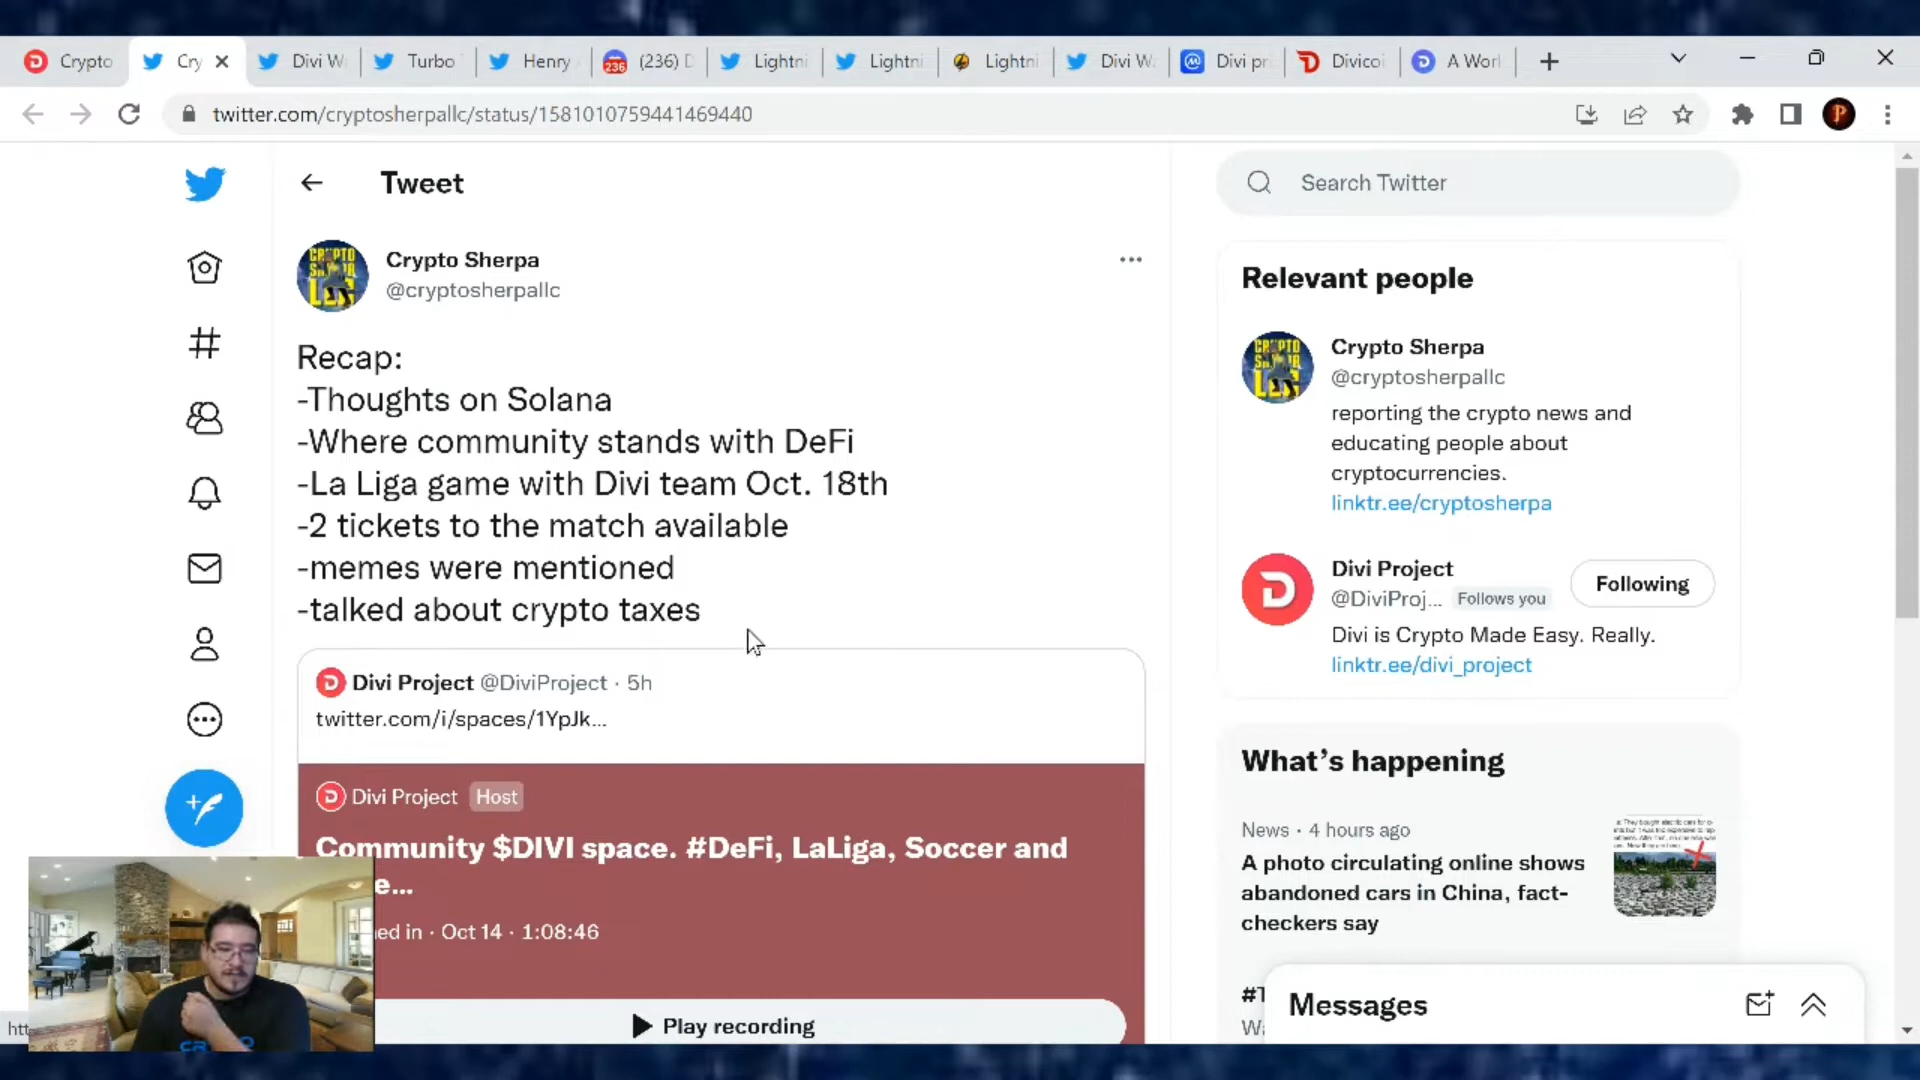 Crypto
Cry
Divi W
Turbo
Henry
(236) D
Lightni
Lightni
Lightni
Divi W
Divi pr
Divicoi
A Worl
twitter.com/cryptosherpallc/status/1581010759441469440
Tweet
Search Twitter
Crypto Sherpa
@cryptosherpallc
Recap:
-Thoughts on Solana
-Where community stands with DeFi
-La Liga game with Divi team Oct. 18th
-2 tickets to the match available
-memes were mentioned
-talked about crypto taxes
Divi Project @DiviProject · 5h
twitter.com/i/spaces/1YpJk...
Divi Project Host
Community $DIVI space. #DeFi, LaLiga, Soccer and
e...
ed in · Oct 14 · 1:08:46
Play recording
Relevant people
Crypto Sherpa
@cryptosherpallc
reporting the crypto news and
educating people about
cryptocurrencies.
linktr.ee/cryptosherpa
Divi Project
@DiviProj... Follows you
Following
Divi is Crypto Made Easy. Really.
linktr.ee/divi_project
What's happening
News · 4 hours ago
A photo circulating online shows
abandoned cars in China, fact-
checkers say
Messages